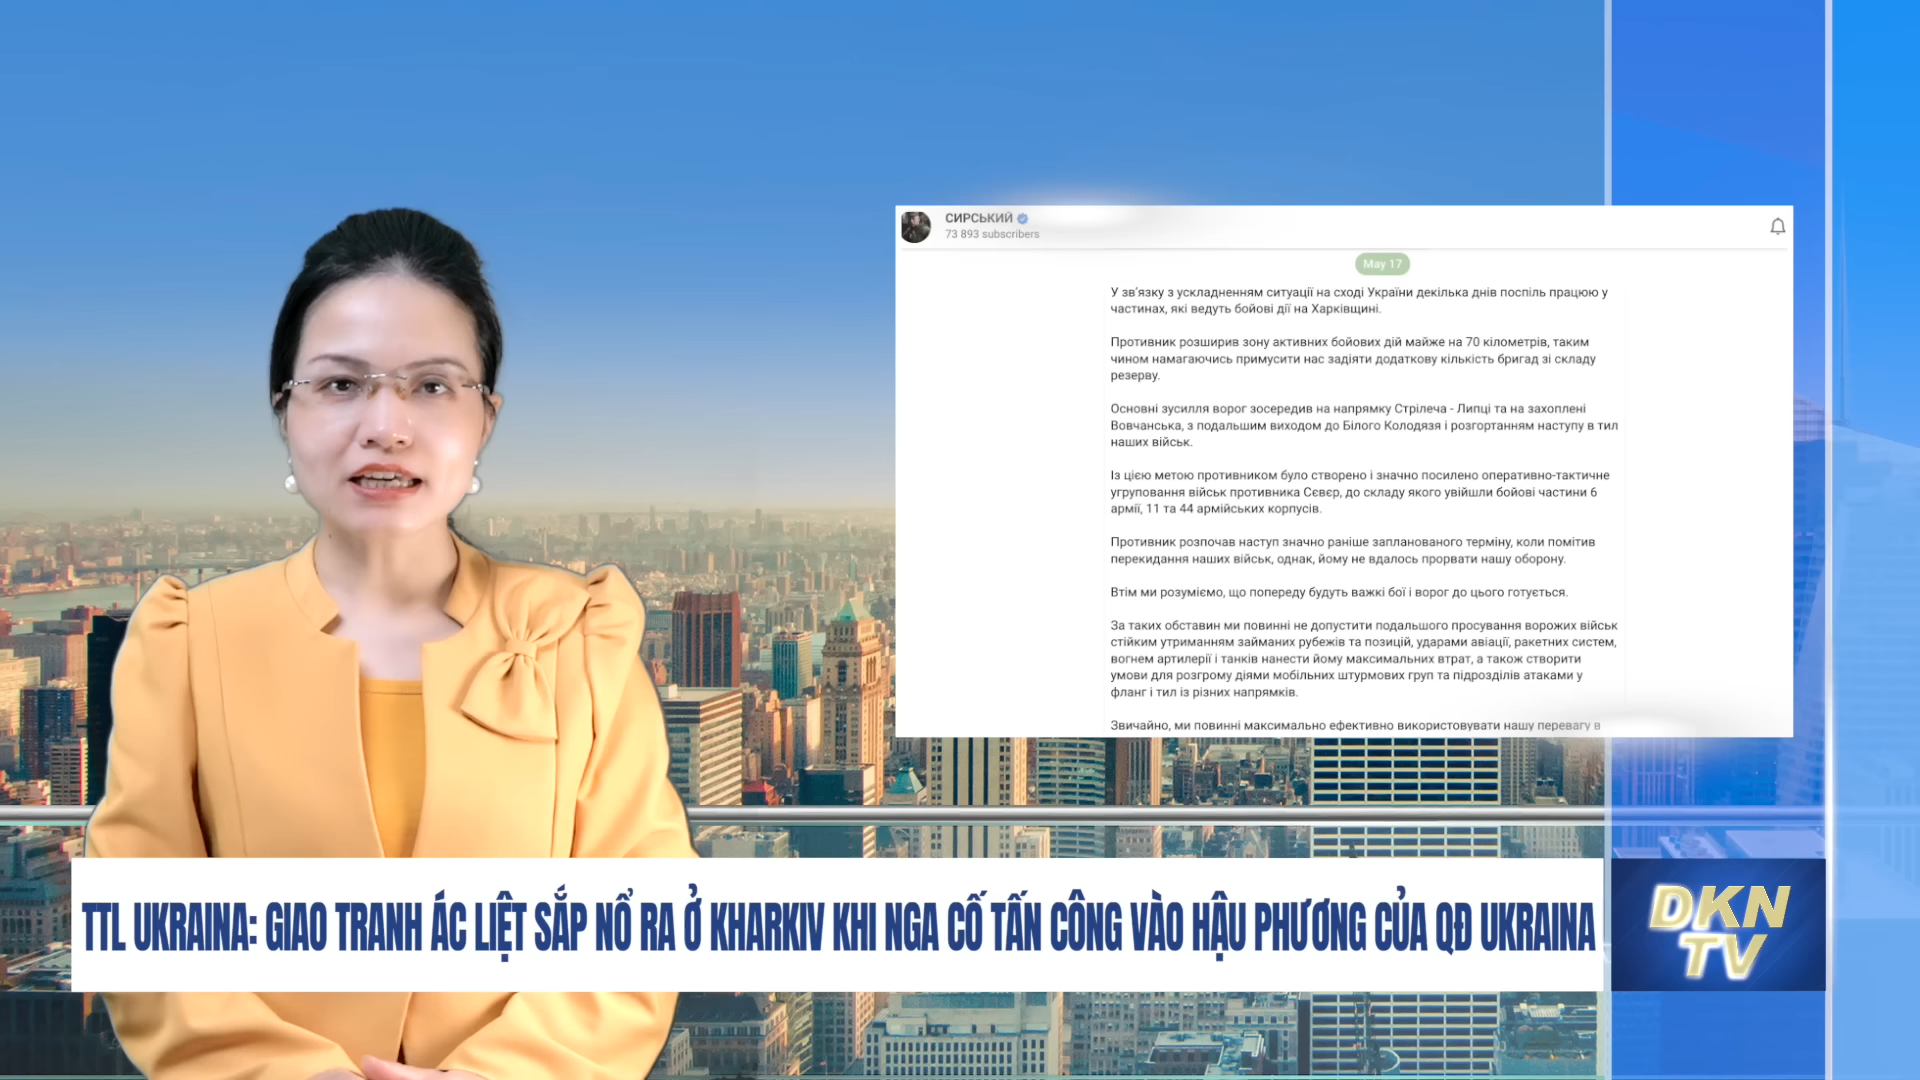 СИРСЬКИЙ
73 893 subscribers
May 17
У зв’язку з ускладненням ситуації на сході України декілька днів поспіль працюю у
частинах, які ведуть бойові дії на Харківщині.
Противник розширив зону активних бойових дій майже на 70 кілометрів, таким
чином намагаючись примусити нас задіяти додаткову кількість бригад зі складу
резерву.
Основні зусилля ворог зосередив на напрямку Стрілеча - Липці та на захоплені
Вовчанська, з подальшим виходом до Білого Колодязя і розгортанням наступу в тил
наших військ.
Із цією метою противником було створено і значно посилено оперативно-тактичне
угруповання військ противника Сєвєр, до складу якого увійшли бойові частини 6
армії, 11 та 44 армійських корпусів.
Противник розпочав наступ значно раніше запланованого терміну, коли помітив
перекидання наших військ, однак, йому не вдалось прорвати нашу оборону.
Втім ми розуміємо, що попереду будуть важкі бої і ворог до цього готується.
За таких обставин ми повинні не допустити подальшого просування ворожих військ
стійким утриманням займаних рубежів та позицій, ударами авіації, ракетних систем,
вогнем артилерії і танків нанести йому максимальних втрат, а також створити
умови для розгрому діями мобільних штурмових груп та підрозділів атаками у
фланг і тил із різних напрямків.
Звичайно, ми повинні максимально ефективно використовувати нашу перевагу в
TTL UKRAINA: GIAO TRANH ÁC LIỆT SẮP NỔ RA Ở KHARKIV KHI NGA CỐ TẤN CÔNG VÀO HẬU PHƯƠNG CỦA QĐ UKRAINA
DKN
TV